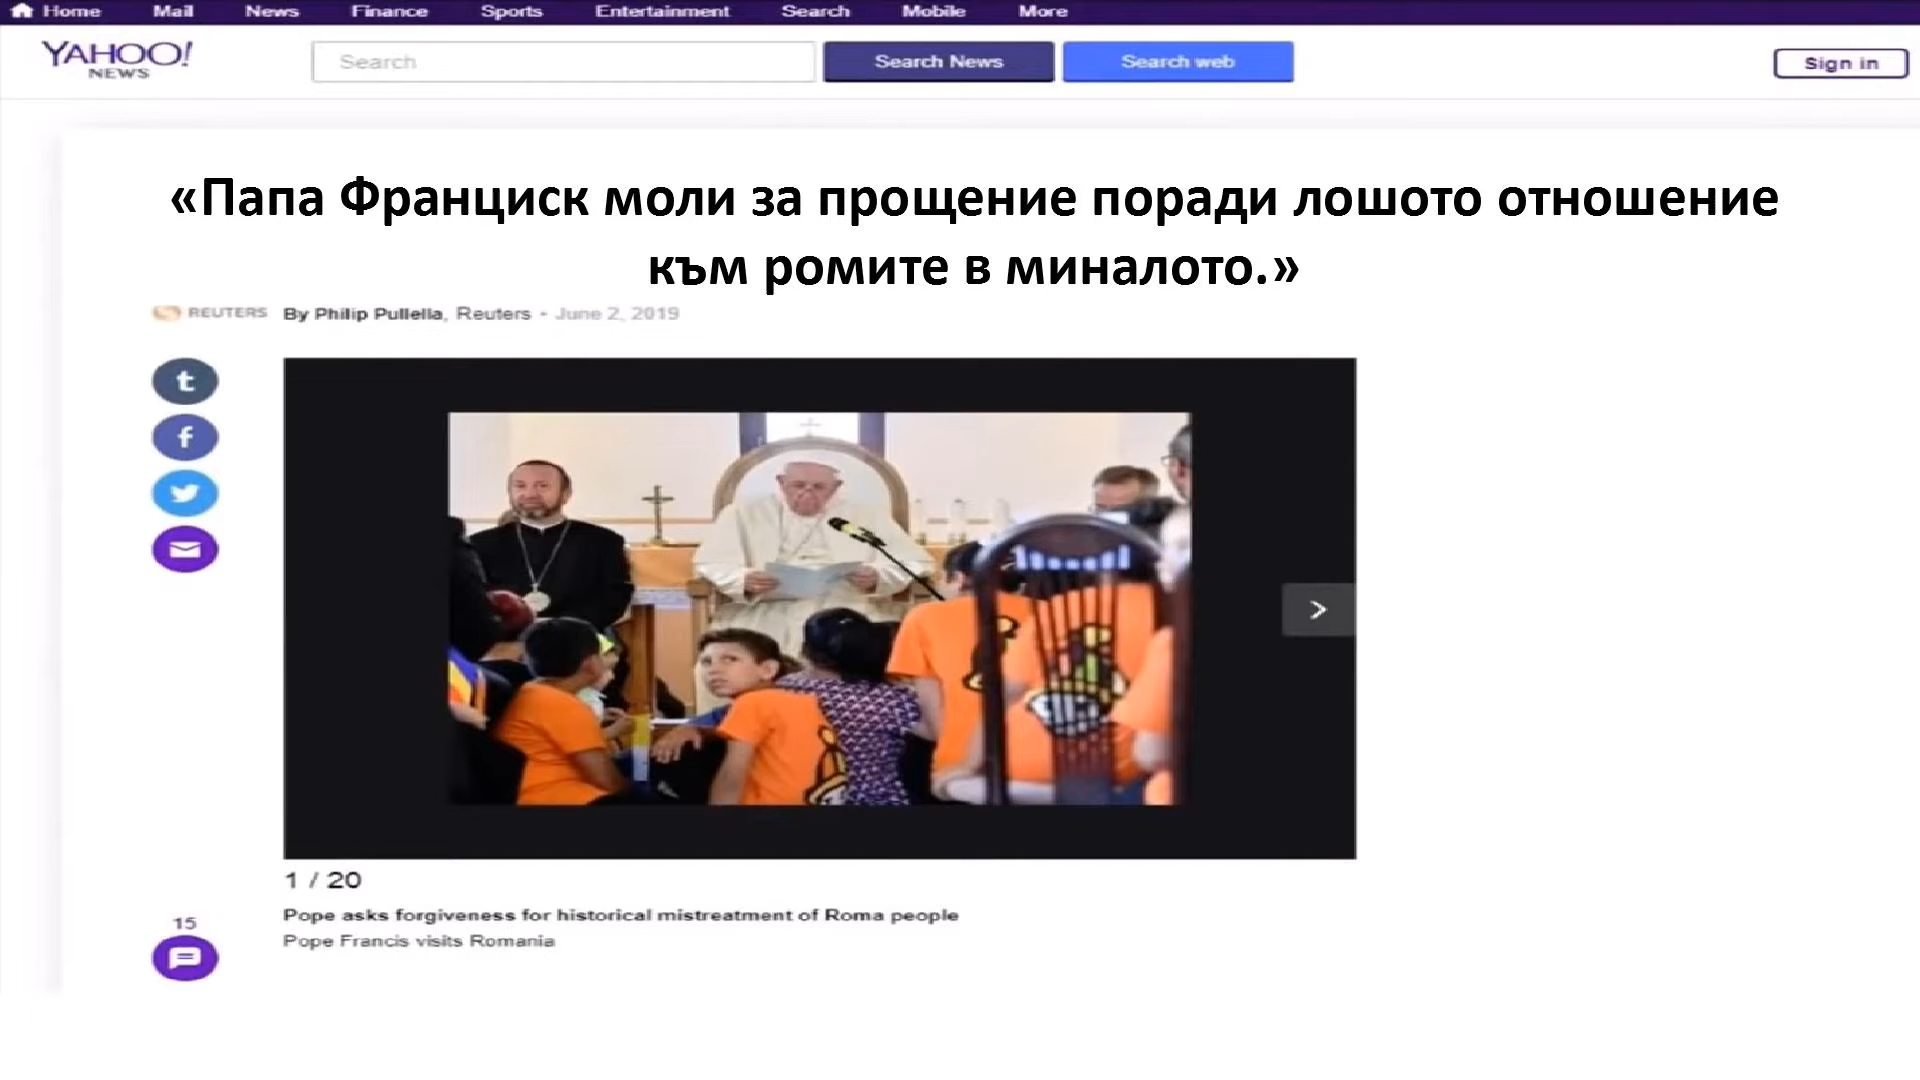 Home Mail News Finance Sports Entertainment Search Mobile More
YAHOO!
NEWS
Search
Search News
Search web
Sign in
«Папа Франциск моли за прощение поради лошото отношение
към ромите в миналото.»
REUTERS By Philip Pullella, Reuters • June 2, 2019
1 / 20
Pope asks forgiveness for historical mistreatment of Roma people
Pope Francis visits Romania
15